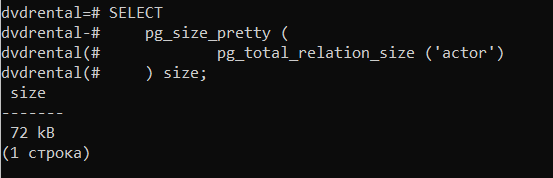 dvdrental=# SELECT
dvdrental-#     pg_size_pretty (
dvdrental(#            pg_total_relation_size ('actor')
dvdrental(#     ) size;
 size
-------
 72 kB
(1 строка)